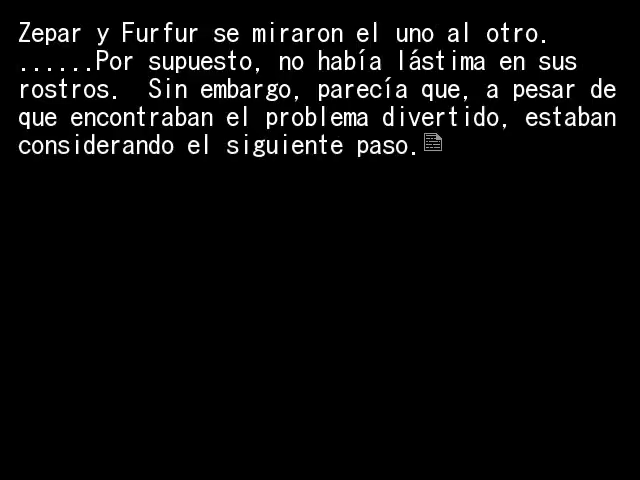 Zepar y Furfur se miraron el uno al otro.
......Por supuesto, no había lástima en sus
rostros.  Sin embargo, parecía que, a pesar de
que encontraban el problema divertido, estaban
considerando el siguiente paso.